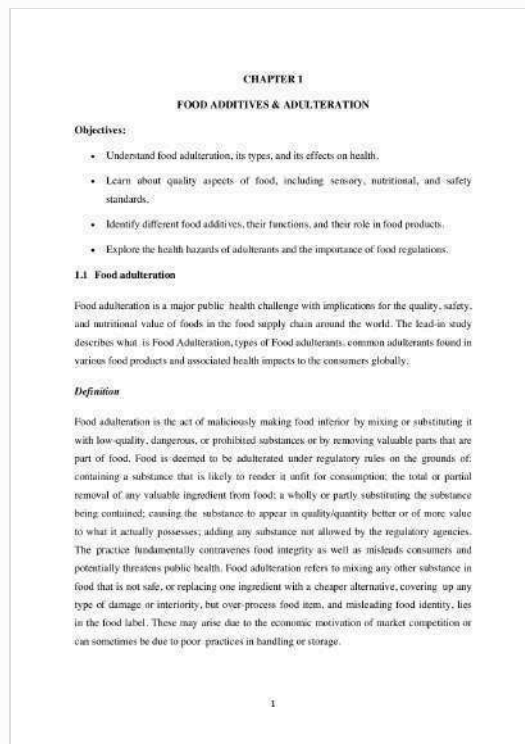 CHAPTER 1
FOOD ADDITIVES & ADULTERATION
Objectives:
• Understand food adulteration, its types, and its effects on health.
• Learn about quality aspects of food, including sensory, nutritional, and safety
standards.
• Identify different food additives, their functions, and their role in food products.
• Explore the health hazards of adulterants and the importance of food regulations.
1.1 Food adulteration
Food adulteration is a major public health challenge with implications for the quality, safety,
and nutritional value of foods in the food supply chain around the world. The lead-in study
describes what is Food Adulteration, types of Food adulterants, common adulterants found in
various food products and associated health impacts to the consumers globally.
Definition
Food adulteration is the act of maliciously making food inferior by mixing or substituting it
with low-quality, dangerous, or prohibited substances or by removing valuable parts that are
part of food. Food is deemed to be adulterated under regulatory rules on the grounds of:
containing a substance that is likely to render it unfit for consumption; the total or partial
removal of any valuable ingredient from food; a wholly or partly substituting the substance
being contained; causing the substance to appear in quality/quantity better or of more value
to what it actually possesses; adding any substance not allowed by the regulatory agencies.
The practice fundamentally contravenes food integrity as well as misleads consumers and
potentially threatens public health. Food adulteration refers to mixing any other substance in
food that is not safe, or replacing one ingredient with a cheaper alternative, covering up any
type of damage or interiority, but over-process food item, and misleading food identity, lies
in the food label. These may arise due to the economic motivation of market competition or
can sometimes be due to poor practices in handling or storage.
1